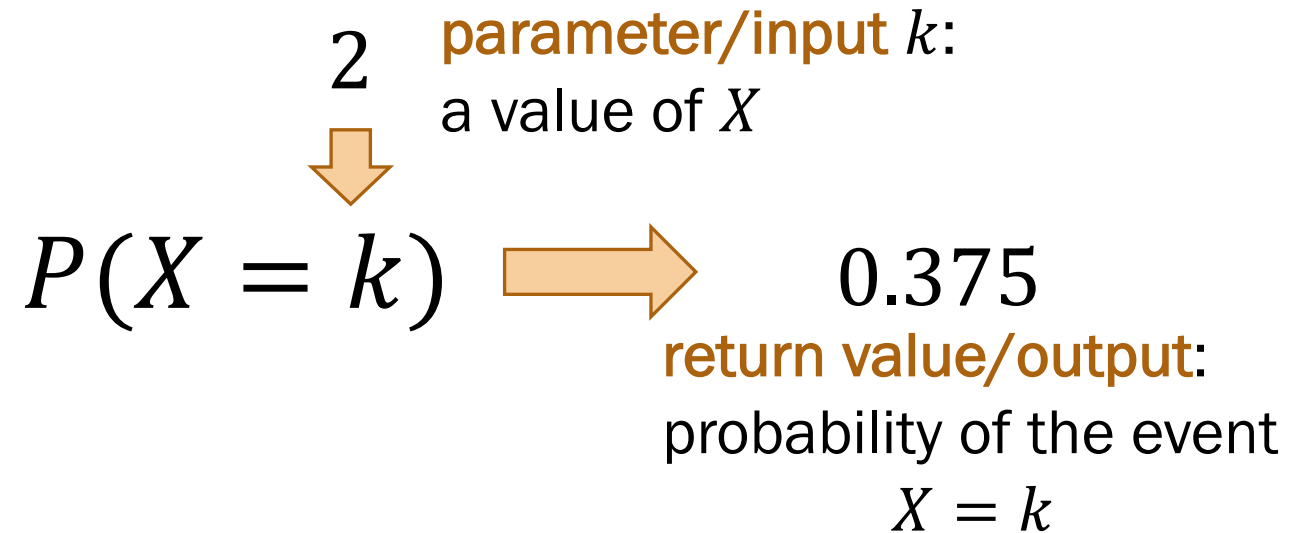 2
parameter/input k:
a value of X
P(X = k)
0.375
return value/output:
probability of the event
X = k